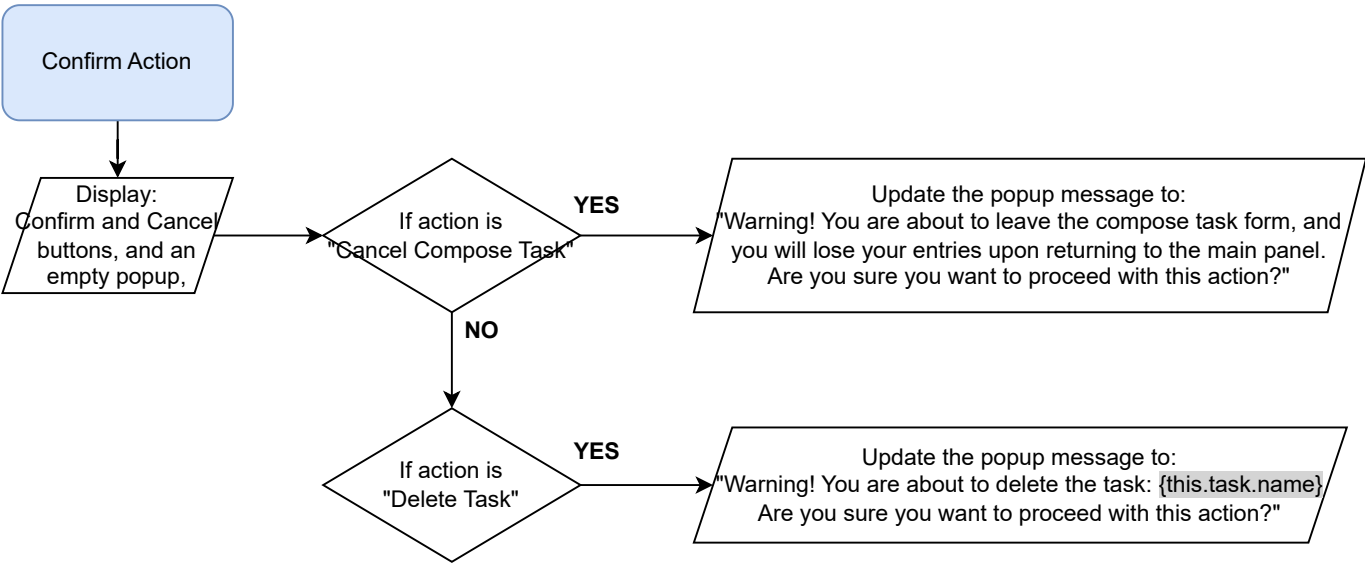 Confirm Action
Display:
Confirm and Cancel
buttons, and an
empty popup,
If action is
"Cancel Compose Task"
YES
Update the popup message to:
"Warning! You are about to leave the compose task form, and
you will lose your entries upon returning to the main panel.
Are you sure you want to proceed with this action?"
NO
If action is
"Delete Task"
YES
Update the popup message to:
"Warning! You are about to delete the task: {this.task.name}
Are you sure you want to proceed with this action?"